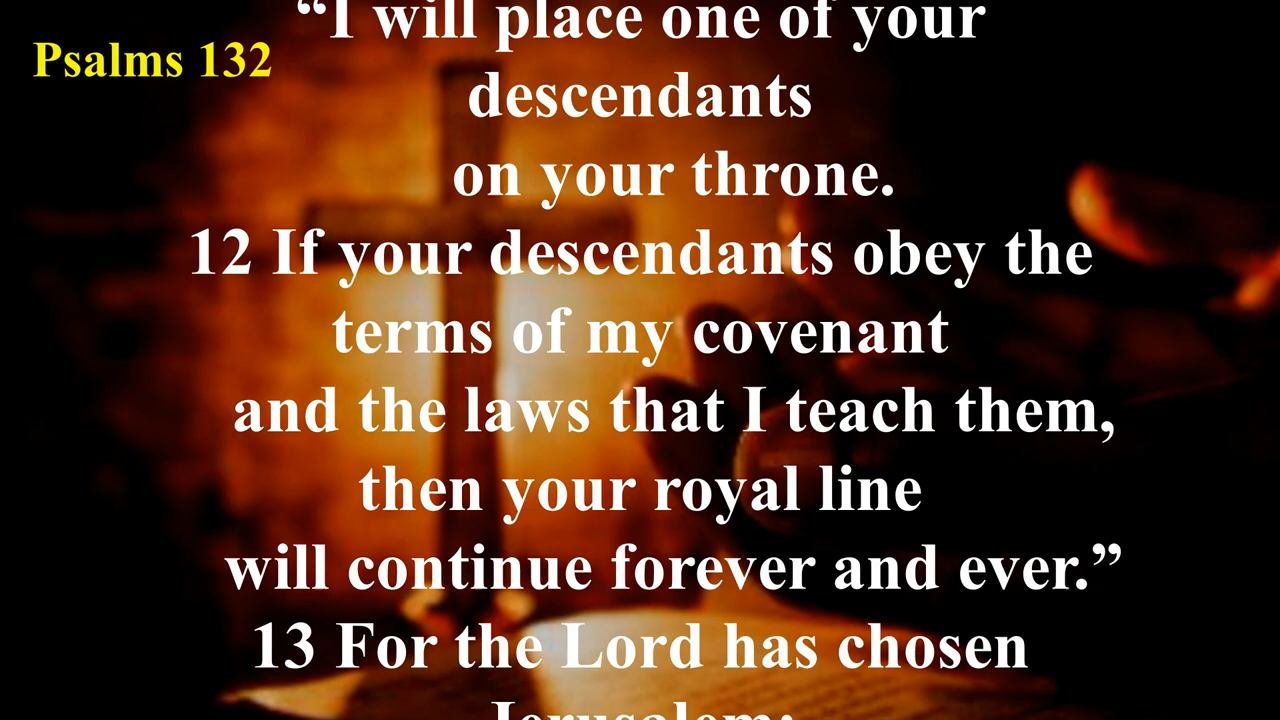 “I will place one of your
Psalms 132
descendants
on your throne.
12 If your descendants obey the
terms of my covenant
and the laws that I teach them,
then your royal line
will continue forever and ever.”
13 For the Lord has chosen
Jerusalem;